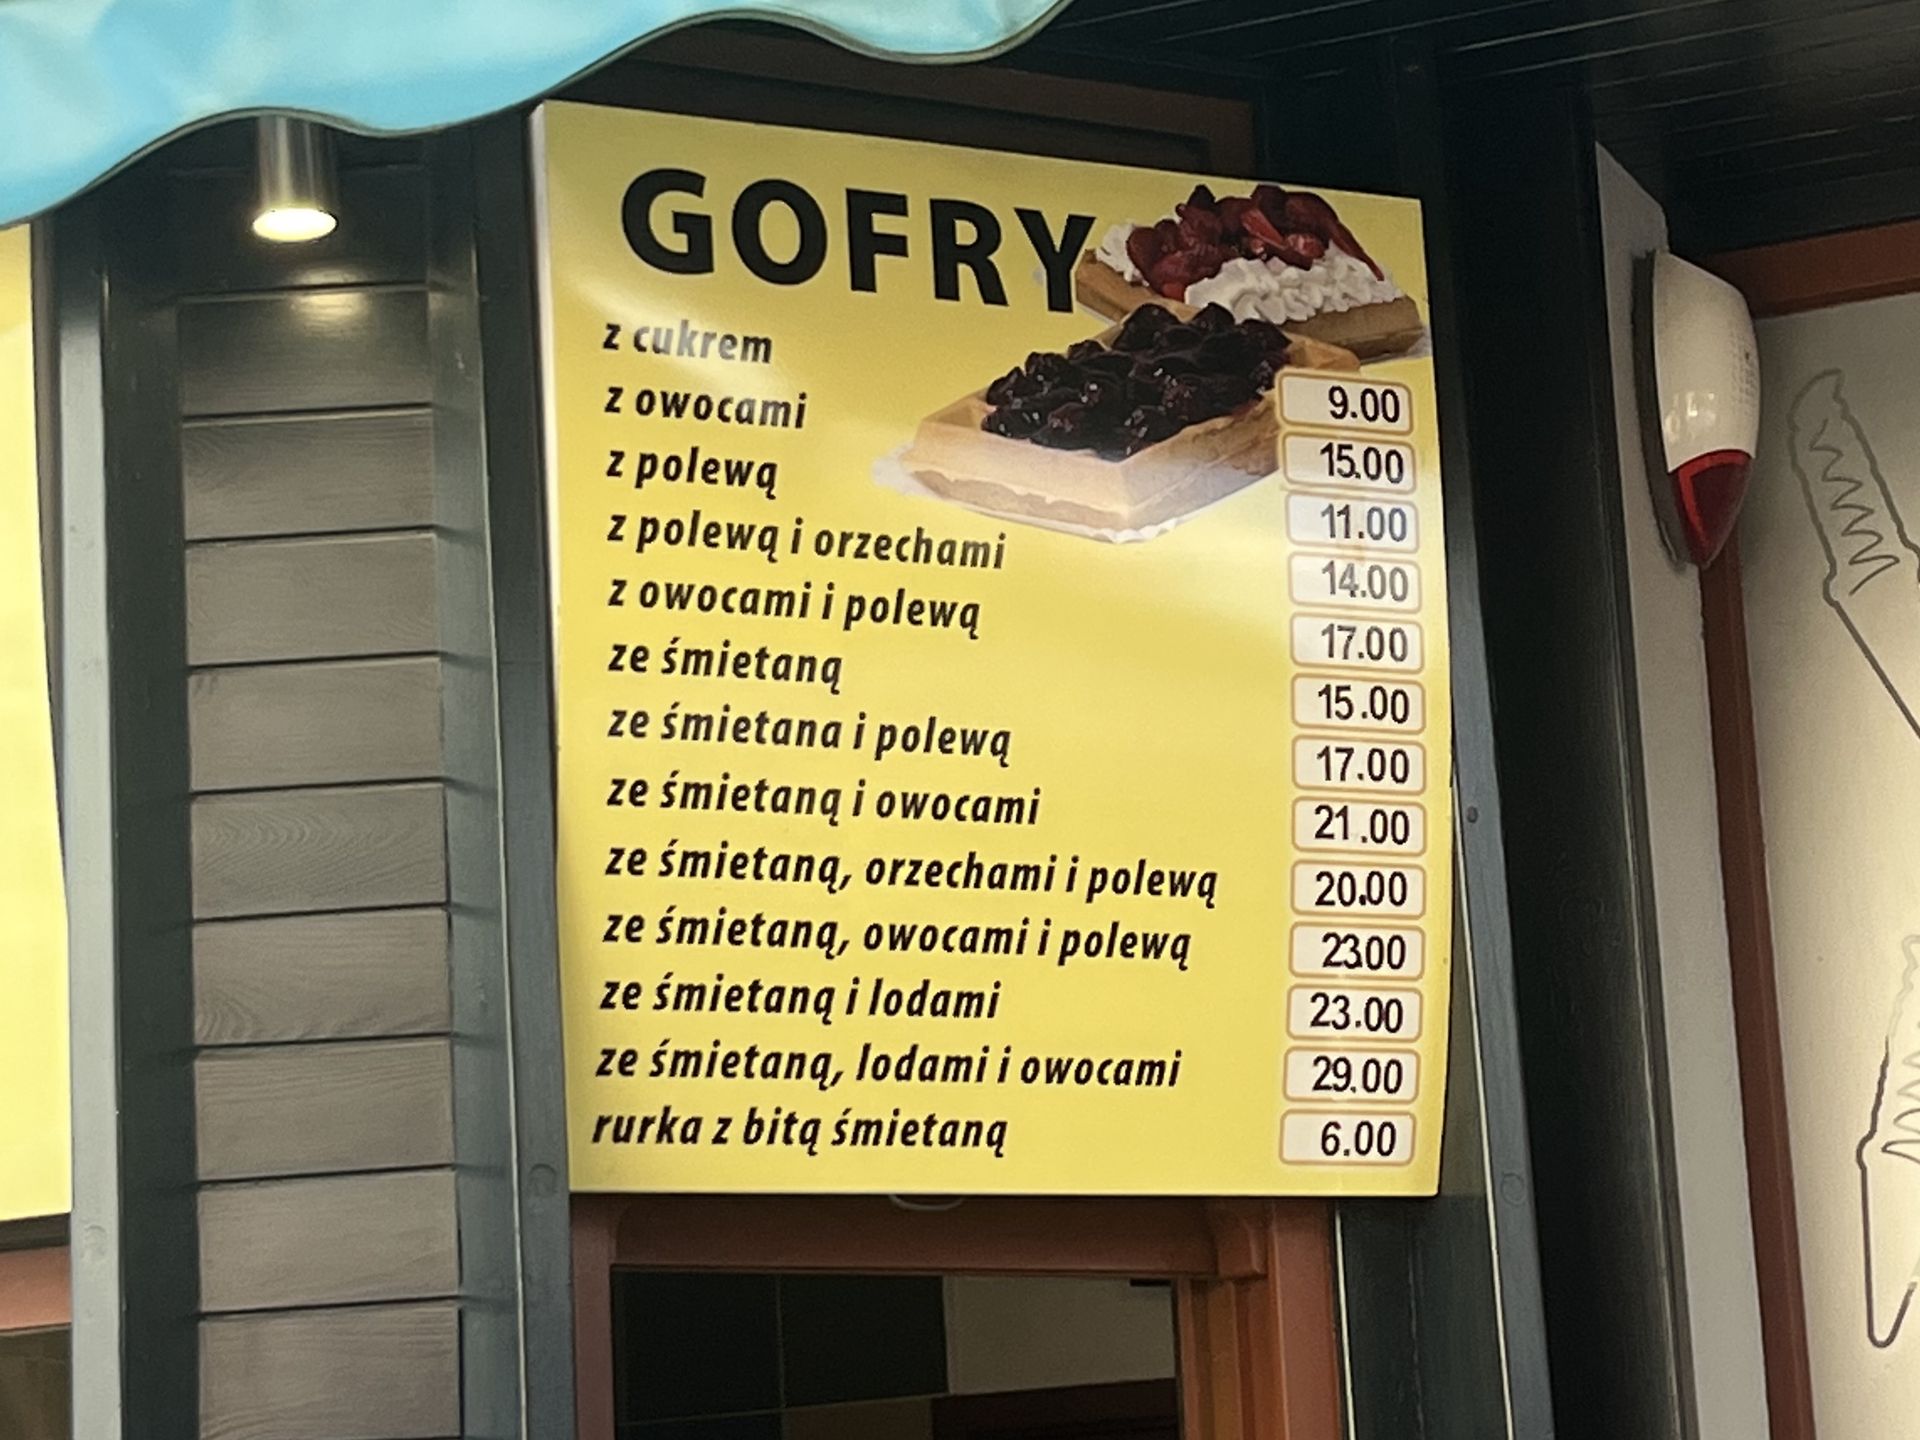 GOFRY
z cukrem 9.00
z owocami 15.00
z polewą 11.00
z polewą i orzechami 14.00
z owocami i polewą 17.00
ze śmietaną 15.00
ze śmietana i polewą 17.00
ze śmietaną i owocami 21.00
ze śmietaną, orzechami i polewą 20.00
ze śmietaną, owocami i polewą 2300
ze śmietaną i lodami 23.00
ze śmietaną, lodami i owocami 29.00
rurka z bitą śmietaną 6.00